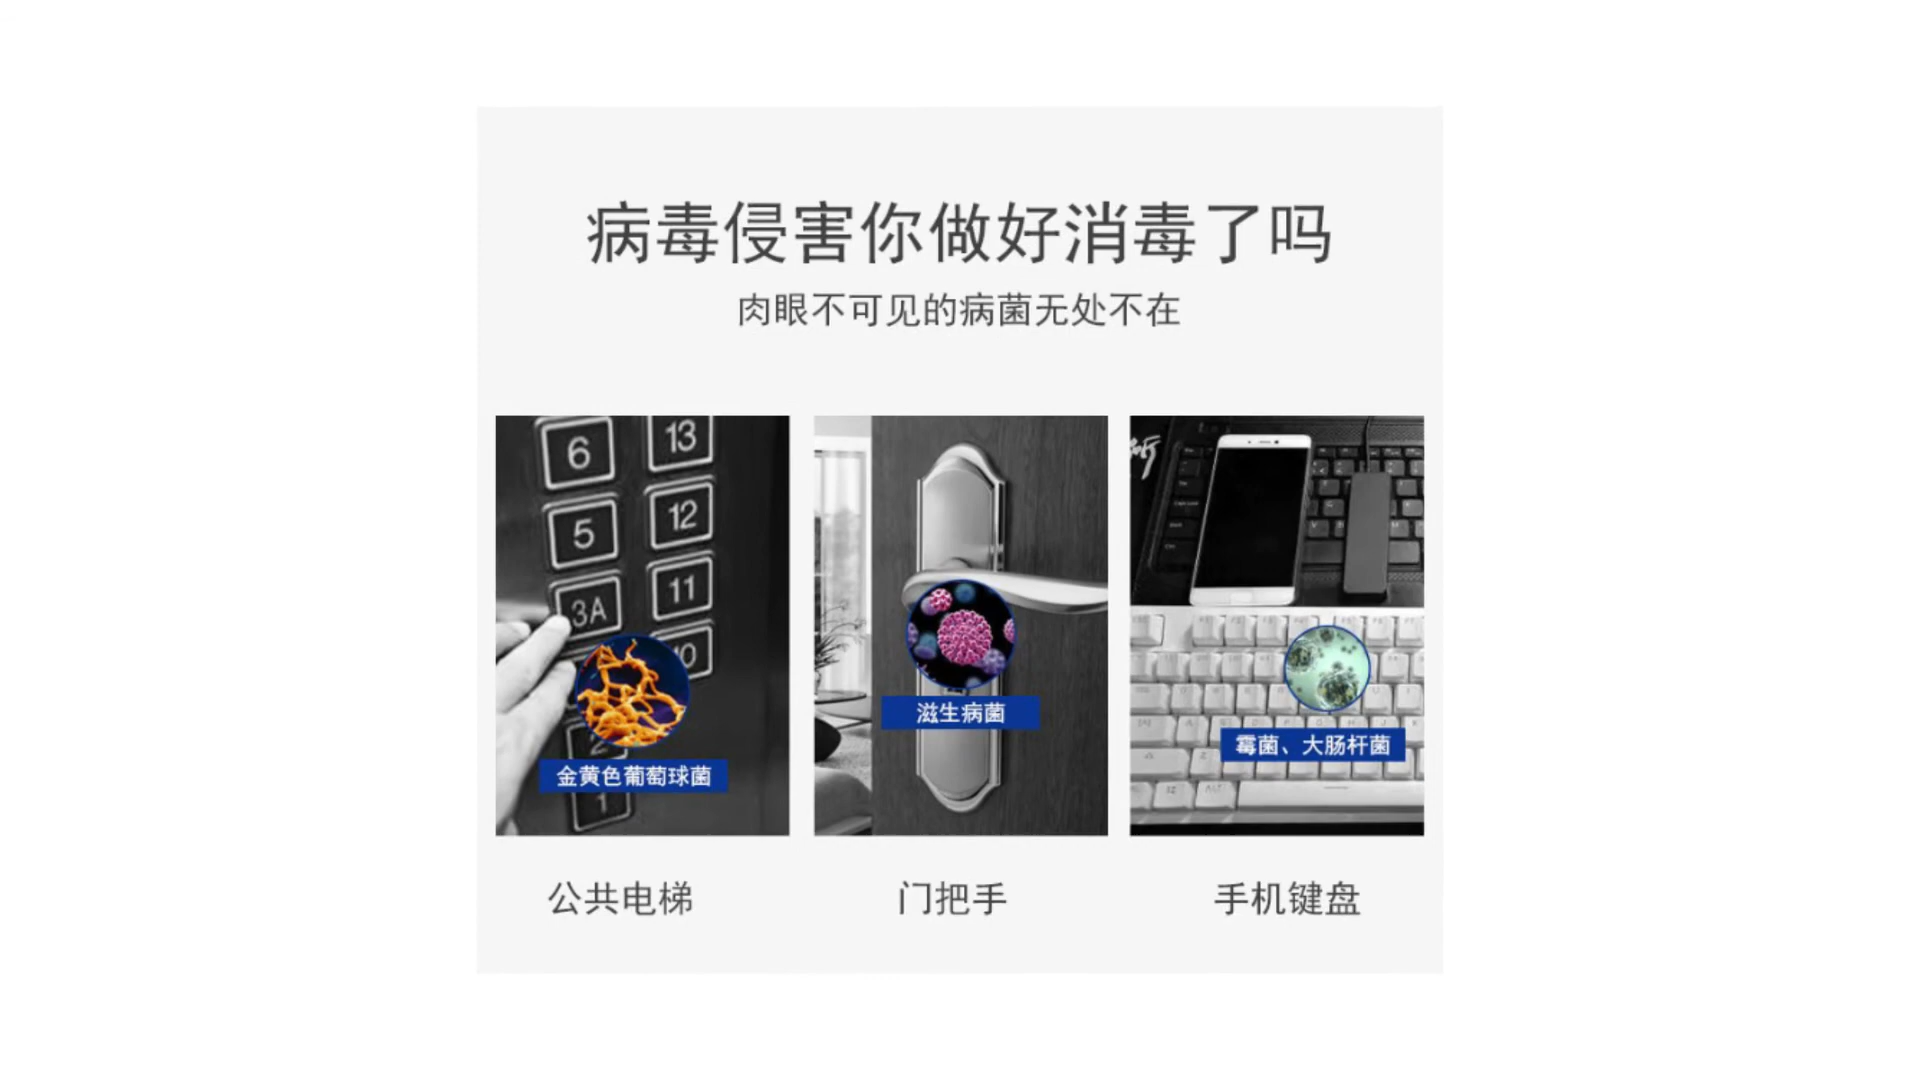 病毒侵害你做好消毒了吗
肉眼不可见的病菌无处不在
6
13
5
12
3A
11
10
2
1
金黄色葡萄球菌
滋生病菌
霉菌、大肠杆菌
公共电梯
门把手
手机键盘